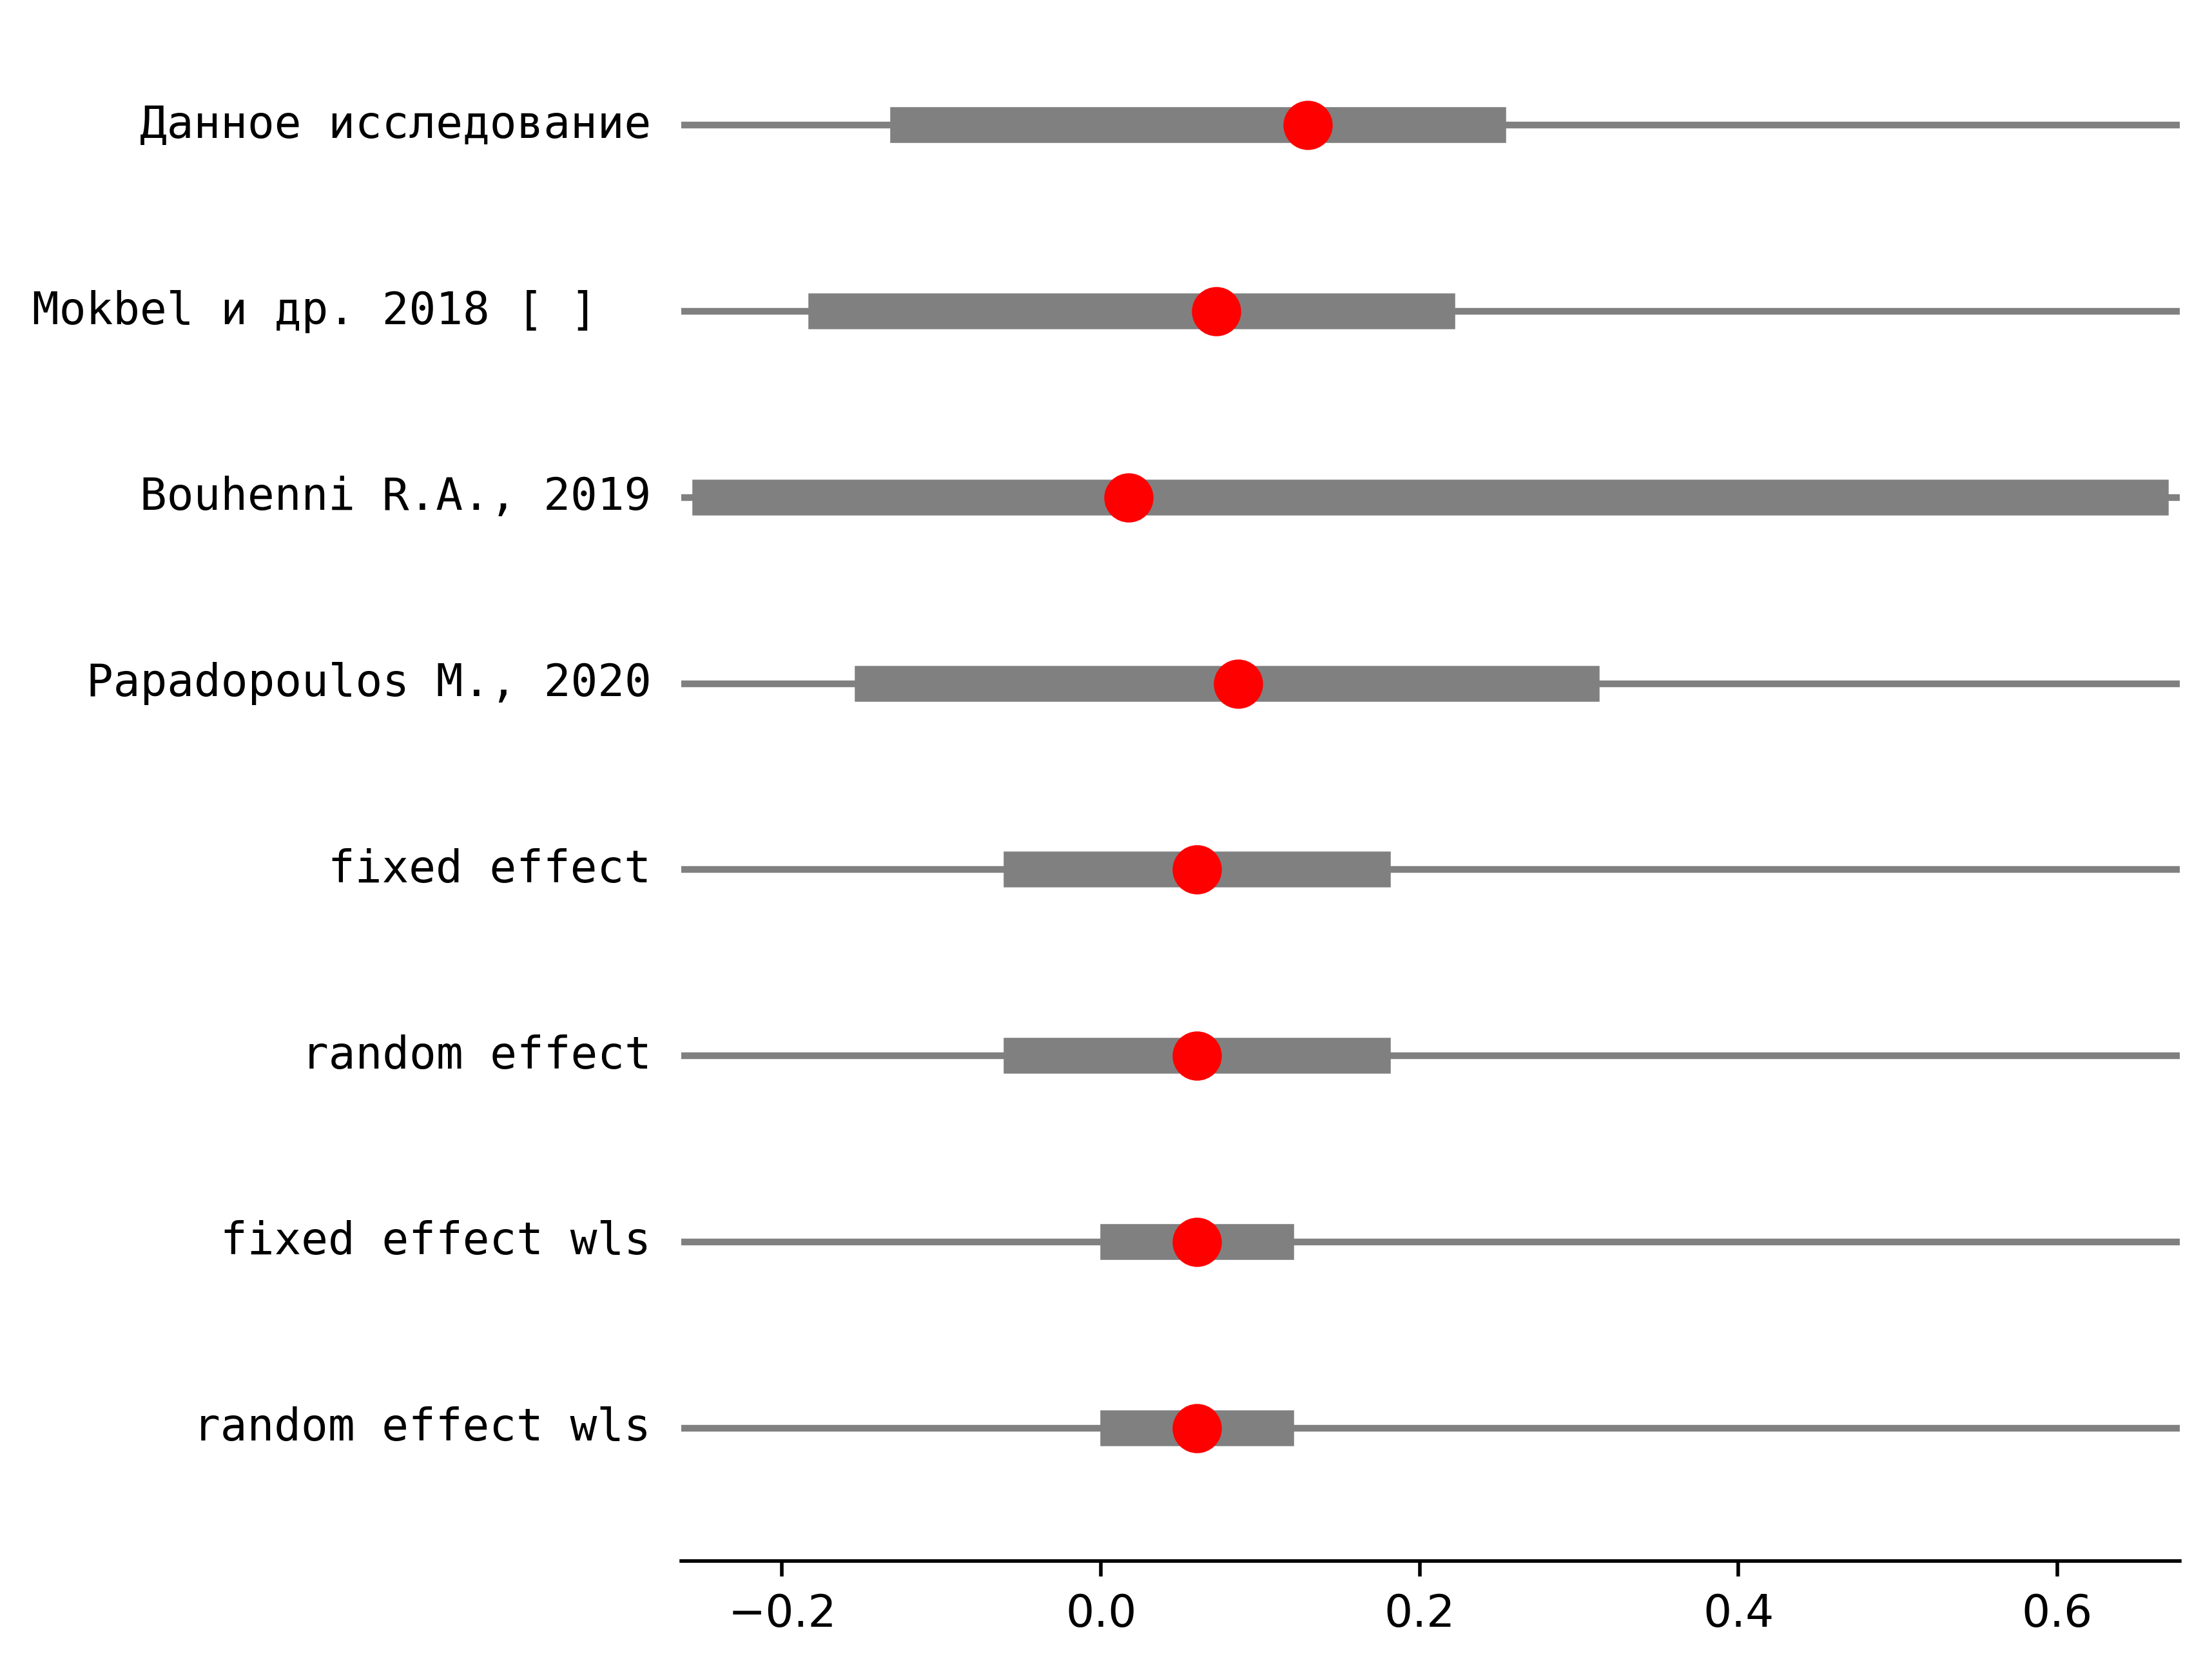 Данное исследование
Mokbel и др. 2018 [ ]
Bouhenni R.A., 2019
Papadopoulos M., 2020
fixed effect
random effect
fixed effect wls
random effect wls
−0.2 0.0 0.2 0.4 0.6